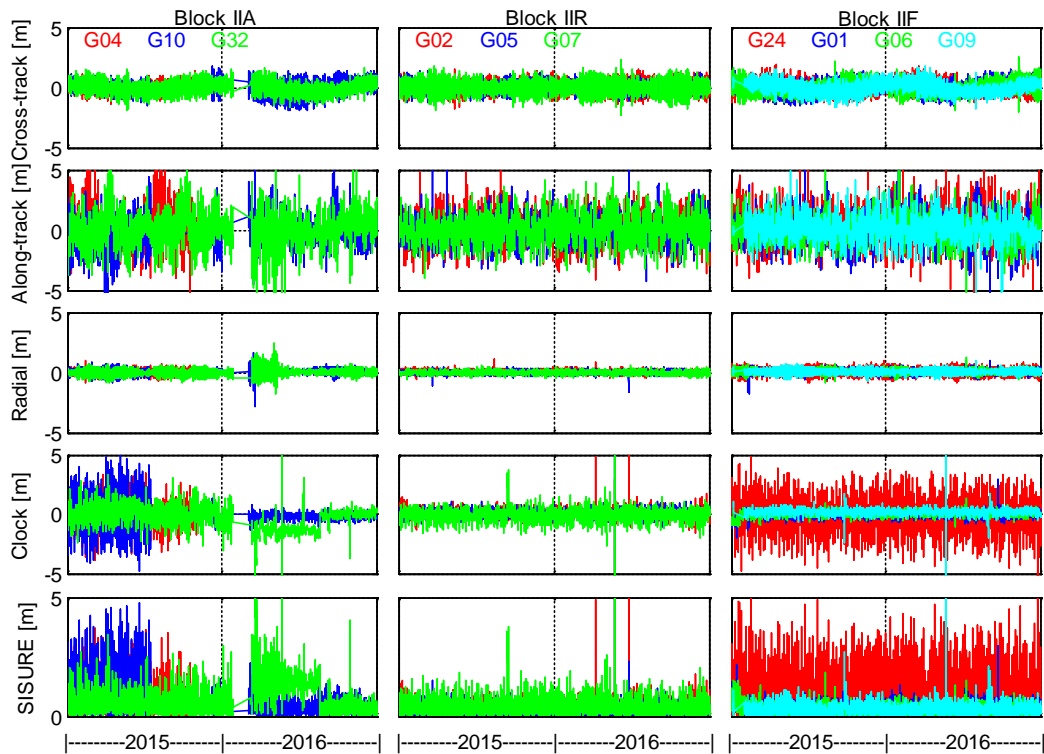 Block IIA Block IIR Block IIF
5 G04 G10 G32 G02 G05 G07 G24 G01 G06 G09
Cross-track [m]
0
-5
5
Along-track [m]
0
-5
5
Radial [m]
0
-5
5
Clock [m]
0
-5
5
SISURE [m]
0
|--------2015-------|--------2016-------| |--------2015-------|--------2016-------| |--------2015-------|--------2016-------|